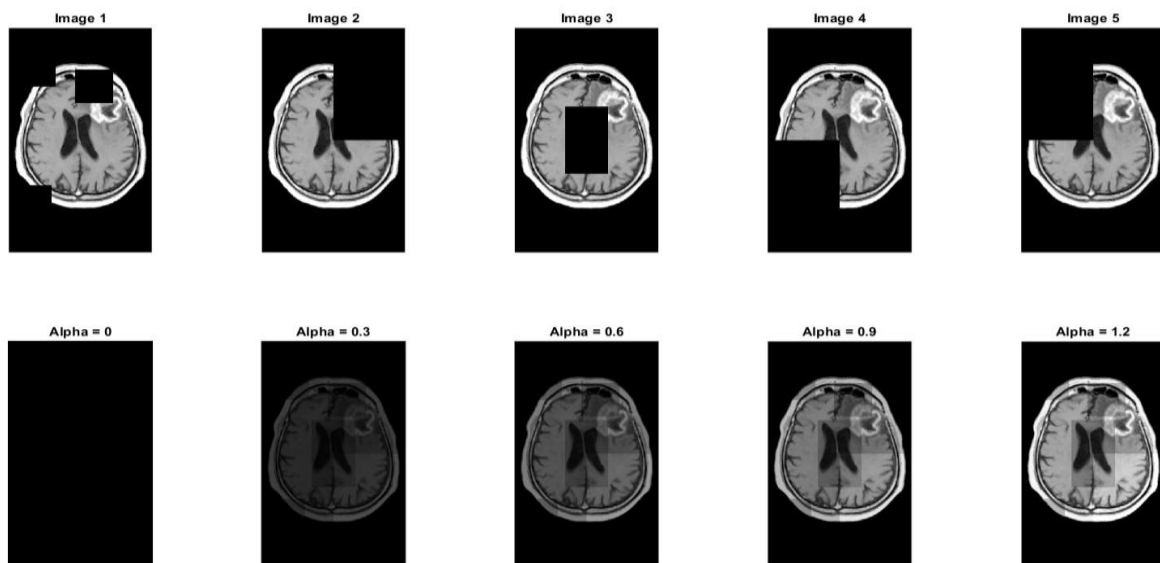 Image 1
Image 2
Image 3
Image 4
Image 5
Alpha = 0
Alpha = 0.3
Alpha = 0.6
Alpha = 0.9
Alpha = 1.2